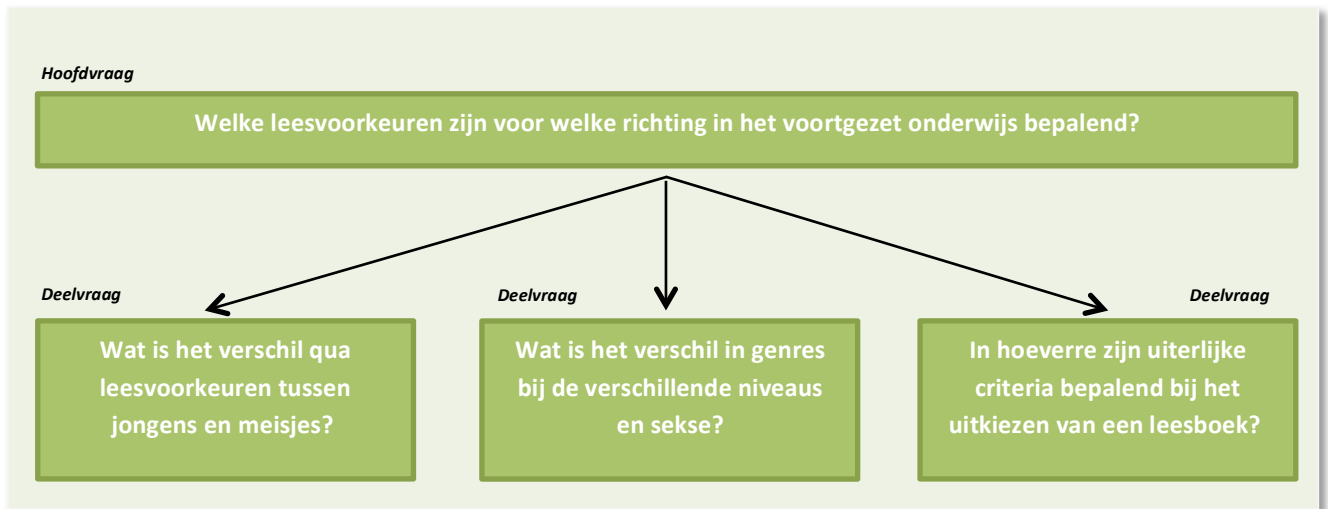 Hoofdvraag
Welke leesvoorkeuren zijn voor welke richting in het voortgezet onderwijs bepalend?
Deelvraag
Wat is het verschil qua
leesvoorkeuren tussen
jongens en meisjes?
Deelvraag
Wat is het verschil in genres
bij de verschillende niveaus
en sekse?
Deelvraag
In hoeverre zijn uiterlijke
criteria bepalend bij het
uitkiezen van een leesboek?